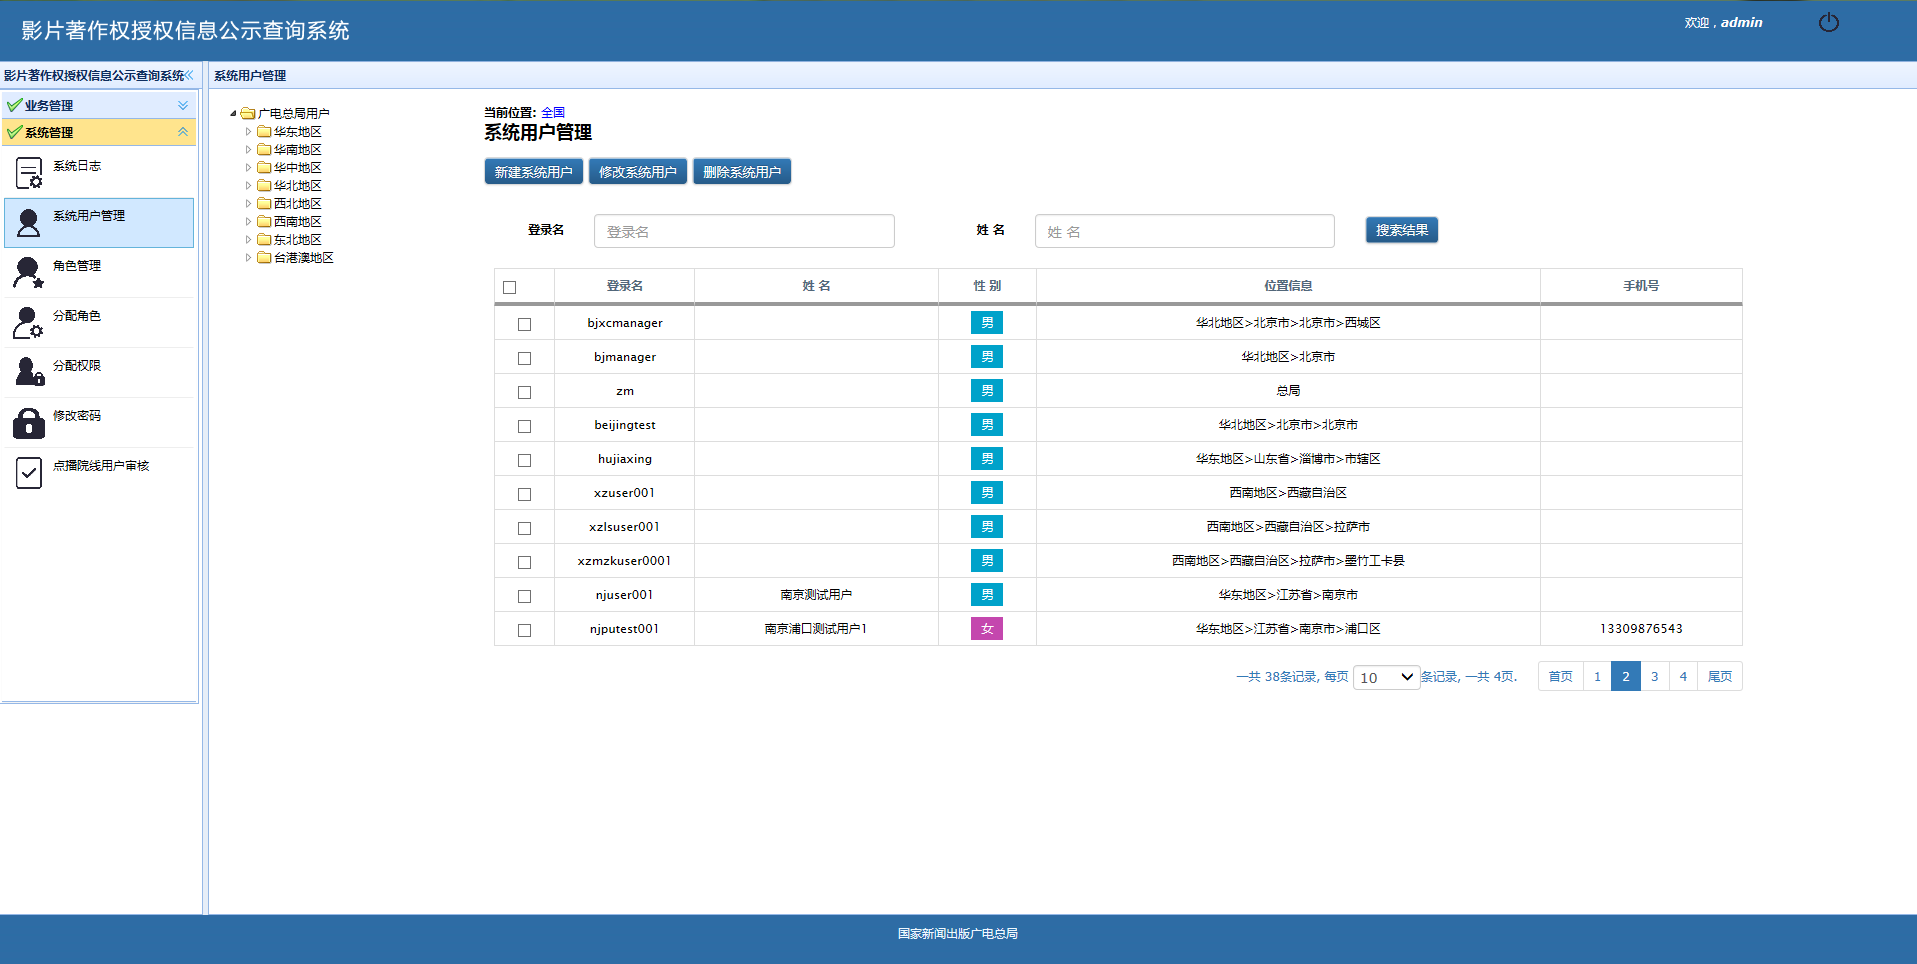 影片著作权授权信息公示查询系统
欢迎，admin
影片著作权授权信息公示查询系统
业务管理
系统管理
系统日志
系统用户管理
角色管理
分配角色
分配权限
修改密码
点播院线用户审核
系统用户管理
广电总局用户
华东地区
华南地区
华中地区
华北地区
西北地区
西南地区
东北地区
台港澳地区
当前位置: 全国
系统用户管理
新建系统用户 修改系统用户 删除系统用户
登录名 登录名 姓 名 姓 名 搜索结果
登录名 姓 名 性 别 位置信息 手机号
bjxcmanager 男 华北地区>北京市>北京市>西城区
bjmanager 男 华北地区>北京市
zm 男 总局
beijingtest 男 华北地区>北京市>北京市
hujiaxing 男 华东地区>山东省>淄博市>市辖区
xzuser001 男 西南地区>西藏自治区
xzlsuser001 男 西南地区>西藏自治区>拉萨市
xzmzkuser0001 男 西南地区>西藏自治区>拉萨市>墨竹工卡县
njuser001 南京测试用户 男 华东地区>江苏省>南京市
njputest001 南京浦口测试用户1 女 华东地区>江苏省>南京市>浦口区 13309876543
一共 38条记录, 每页 10 条记录, 一共 4页. 首页 1 2 3 4 尾页
国家新闻出版广电总局